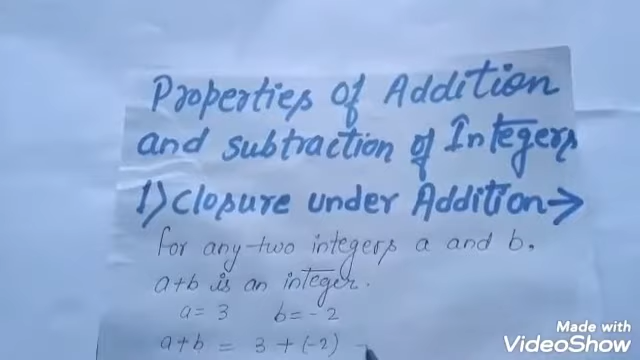 Properties of Addition
and subtraction of Integers
1) Closure under Addition→
For any two integers a and b.
a+b is an integer.
a = 3 b = -2
a+b = 3 + (-2)
Made with
VideoShow